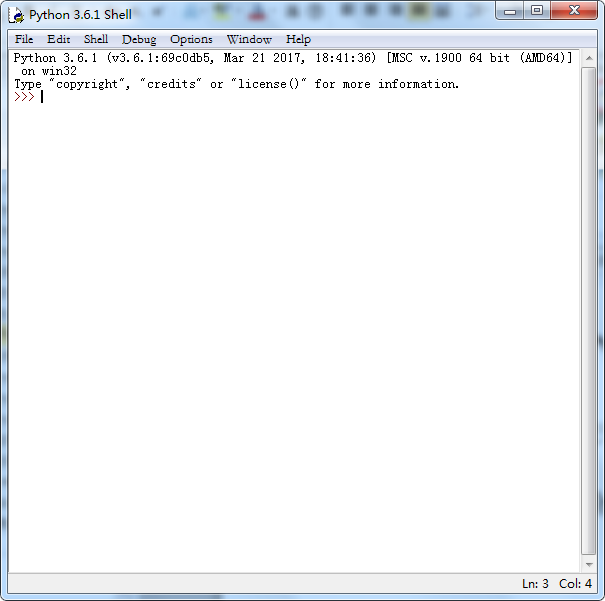 Python 3.6.1 Shell
File Edit Shell Debug Options Window Help
Python 3.6.1 (v3.6.1:69c0db5, Mar 21 2017, 18:41:36) [MSC v.1900 64 bit (AMD64)]
on win32
Type "copyright", "credits" or "license()" for more information.
>>>
Ln: 3 Col: 4